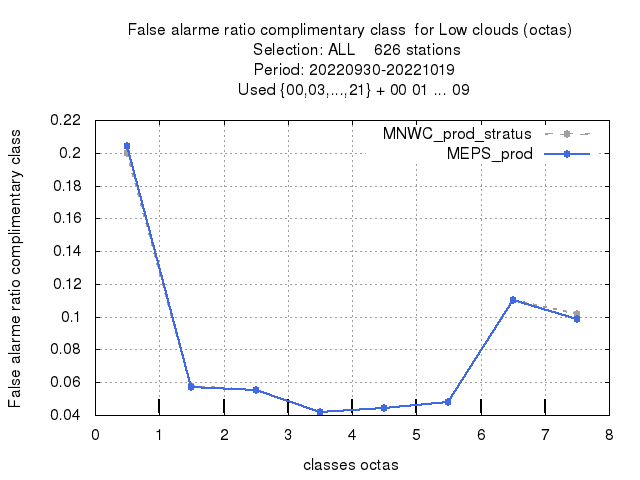 False alarme ratio complimentary class  for Low clouds (octas)
Selection: ALL    626 stations
Period: 20220930-20221019
Used {00,03,...,21} + 00 01 ... 09
MNWC_prod_stratus
MEPS_prod
False alarme ratio complimentary class
0.22
0.2
0.18
0.16
0.14
0.12
0.1
0.08
0.06
0.04
0 1 2 3 4 5 6 7 8
classes octas